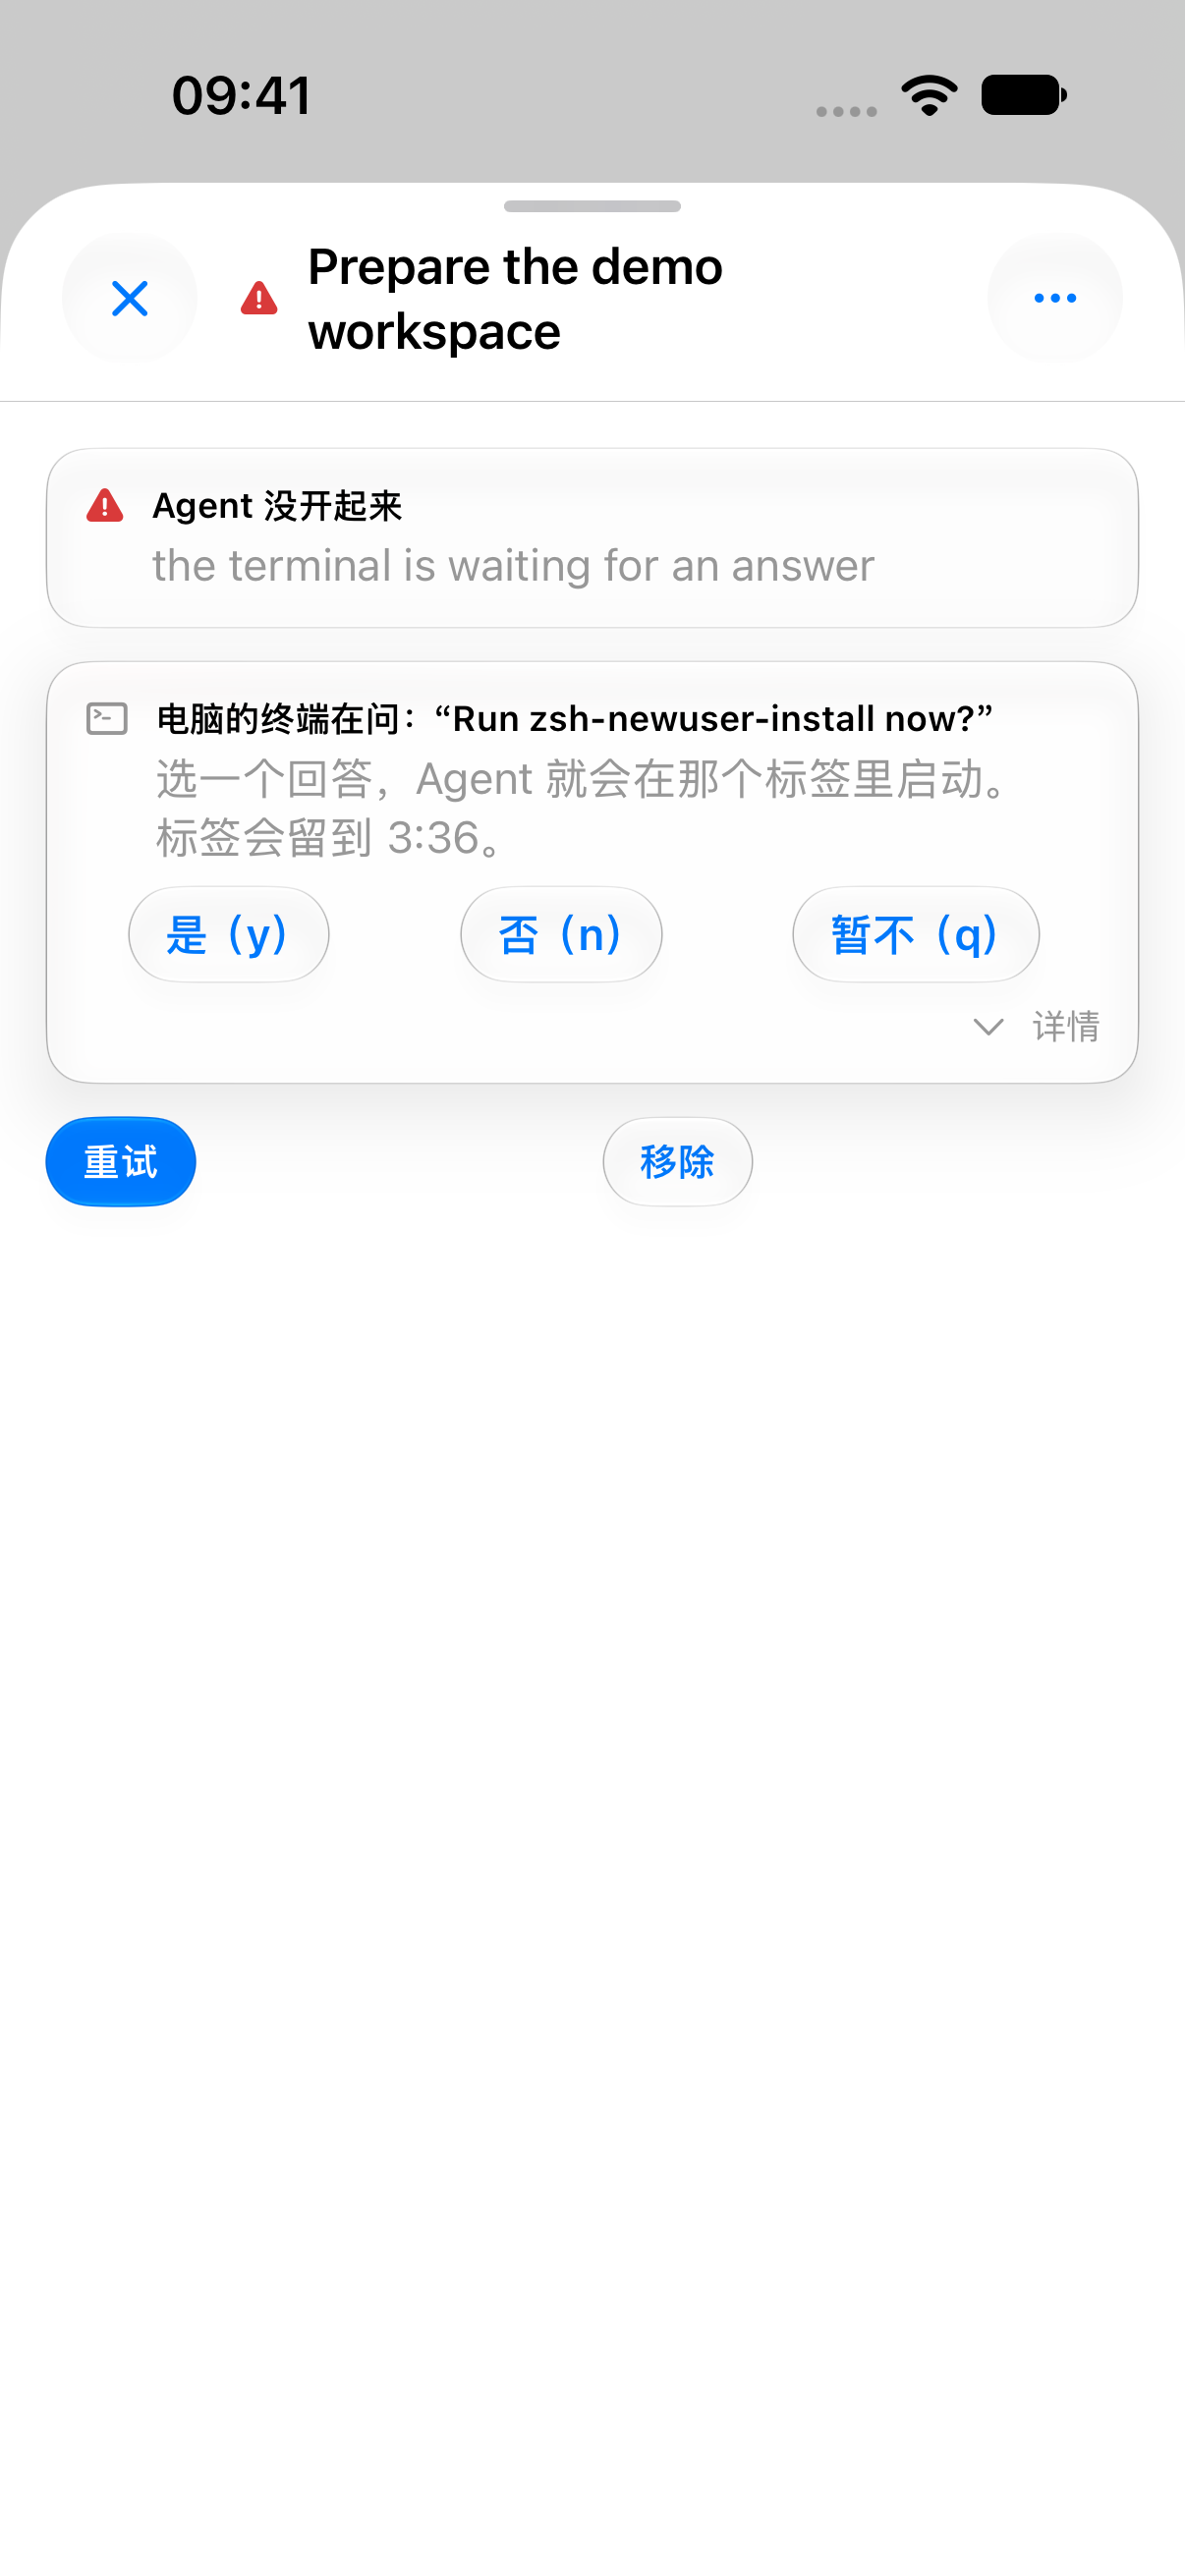 09:41
Prepare the demo
workspace
Agent 没开起来
the terminal is waiting for an answer
电脑的终端在问：“Run zsh-newuser-install now?”
选一个回答，Agent 就会在那个标签里启动。
标签会留到 3:36。
是（y）
否（n）
暂不（q）
详情
重试
移除